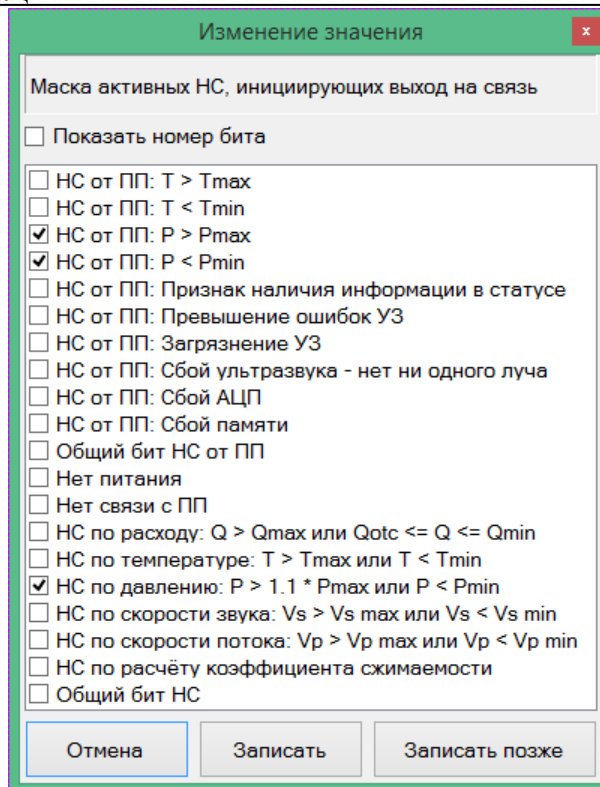 Изменение значения
x
Маска активных НС, инициирующих выход на связь
Показать номер бита
НС от ПП: T > Tmax
НС от ПП: T < Tmin
НС от ПП: P > Pmax
НС от ПП: P < Pmin
НС от ПП: Признак наличия информации в статусе
НС от ПП: Превышение ошибок УЗ
НС от ПП: Загрязнение УЗ
НС от ПП: Сбой ультразвука - нет ни одного луча
НС от ПП: Сбой АЦП
НС от ПП: Сбой памяти
Общий бит НС от ПП
Нет питания
Нет связи с ПП
НС по расходу: Q > Qmax или Qотс <= Q <= Qmin
НС по температуре: T > Tmax или T < Tmin
НС по давлению: P > 1.1 * Pmax или P < Pmin
НС по скорости звука: Vs > Vs max или Vs < Vs min
НС по скорости потока: Vp > Vp max или Vp < Vp min
НС по расчёту коэффициента сжимаемости
Общий бит НС
Отмена
Записать
Записать позже